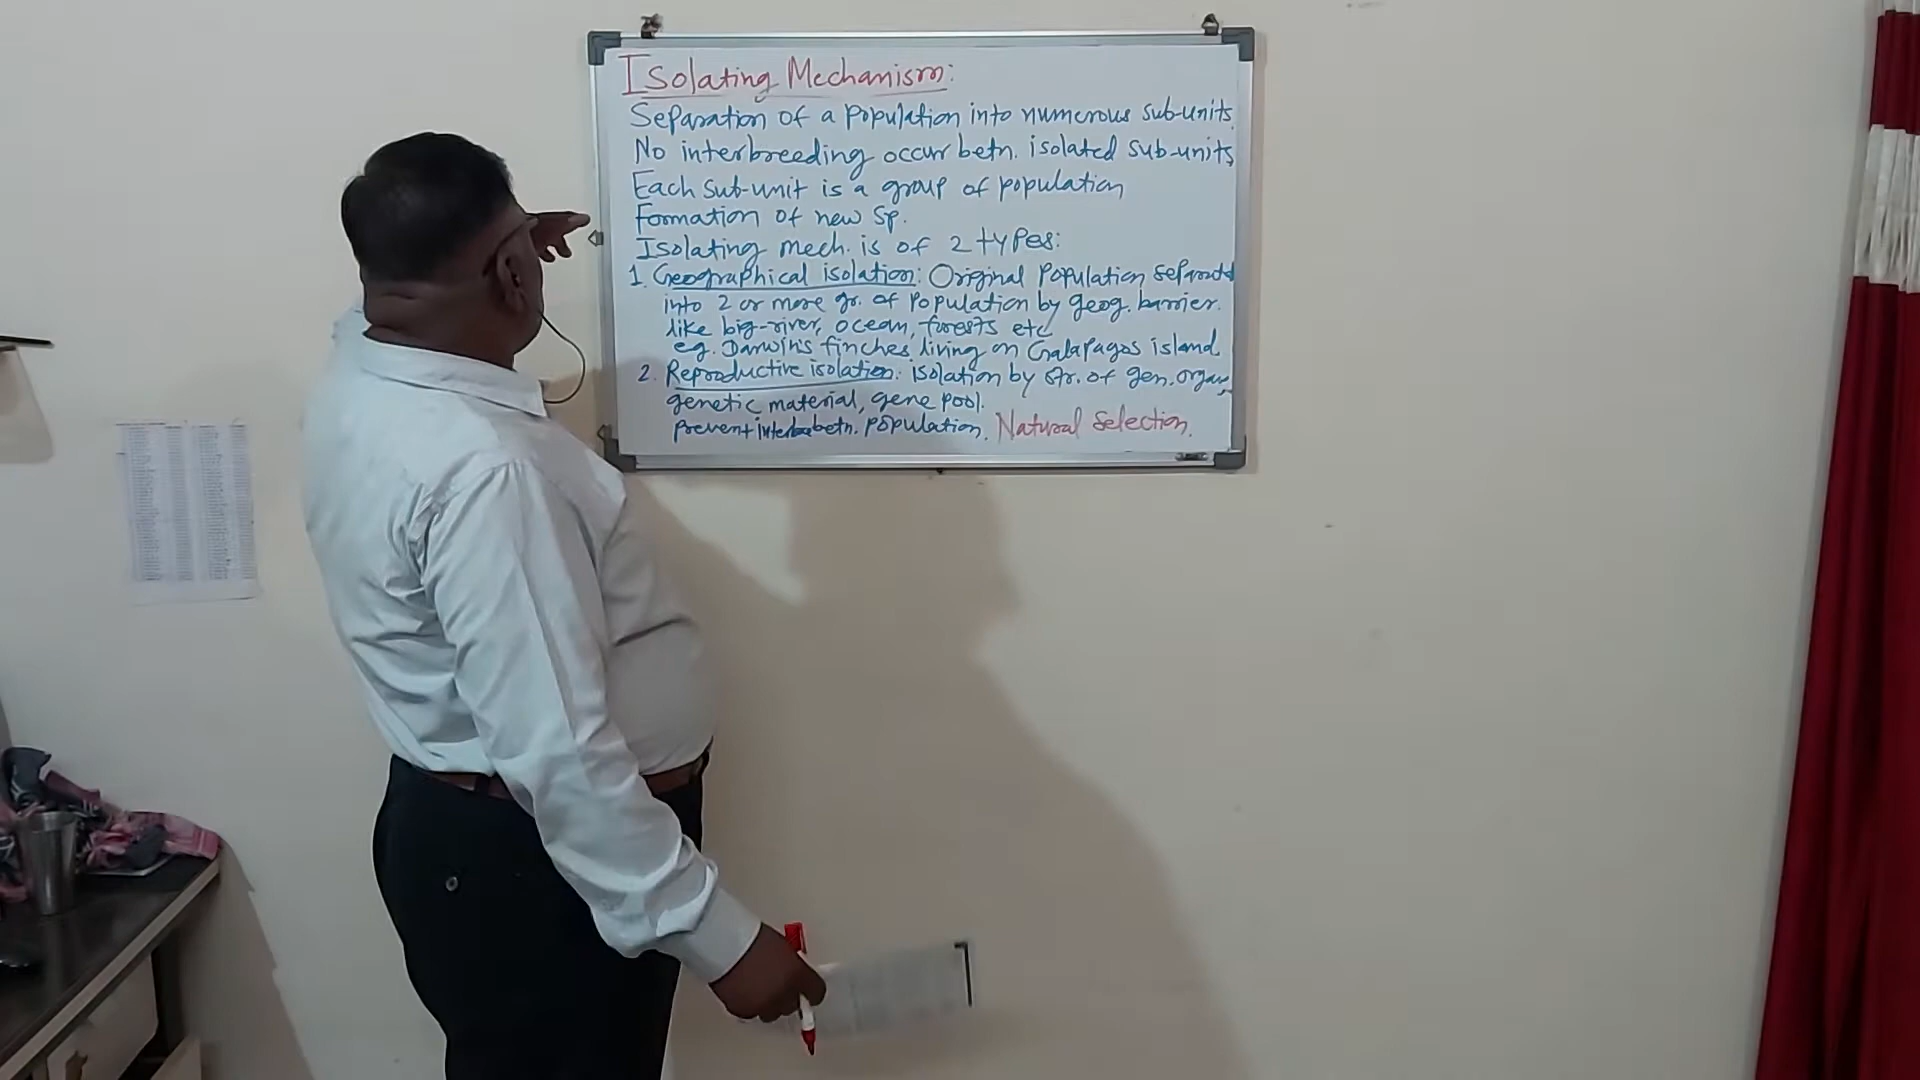 Isolating Mechanism:
Separation of a population into numerous sub-units.
No interbreeding occur betn. isolated sub-units
Each sub-unit is a group of population
Formation of new Sp.
Isolating mech. is of 2 types:
1. Geographical isolation: Original population separated
into 2 or more gr. of population by geog. barrier.
like big-river, ocean, forests etc
eg. Darwin's finches living on Galapagos island
2. Reproductive isolation: isolation by str. of gen. organs,
genetic material, gene pool.
prevent betn. population. Natural Selection.